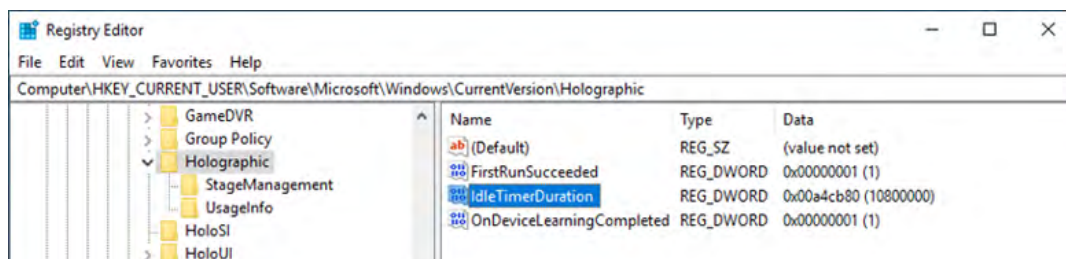 Registry Editor
File Edit View Favorites Help
Computer\HKEY_CURRENT_USER\Software\Microsoft\Windows\CurrentVersion\Holographic
GameDVR
Group Policy
Holographic
StageManagement
UsageInfo
HoloSI
HoloUI
Name Type Data
ab (Default) REG_SZ (value not set)
FirstRunSucceeded REG_DWORD 0x00000001 (1)
IdleTimerDuration REG_DWORD 0x00a4cb80 (10800000)
OnDeviceLearningCompleted REG_DWORD 0x00000001 (1)